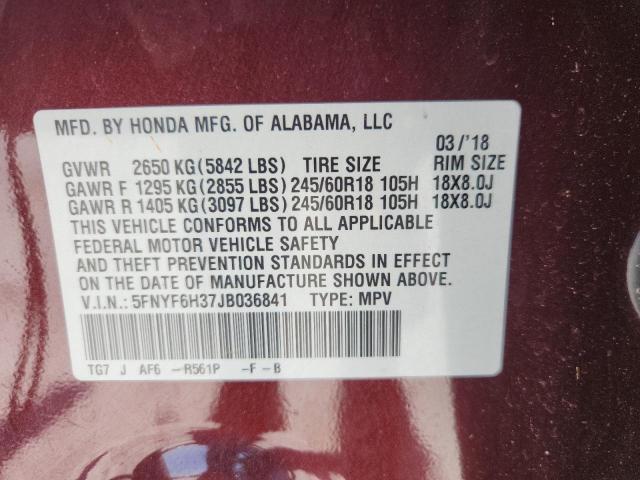 MFD. BY HONDA MFG. OF ALABAMA, LLC
03/'18
GVWR 2650 KG (5842 LBS) TIRE SIZE RIM SIZE
GAWR F 1295 KG (2855 LBS) 245/60R18 105H 18X8.0J
GAWR R 1405 KG (3097 LBS) 245/60R18 105H 18X8.0J
THIS VEHICLE CONFORMS TO ALL APPLICABLE
FEDERAL MOTOR VEHICLE SAFETY
AND THEFT PREVENTION STANDARDS IN EFFECT
ON THE DATE OF MANUFACTURE SHOWN ABOVE.
V.I.N.: 5FNYF6H37JB036841 TYPE: MPV
TG7 J AF6 -R561P -F -B